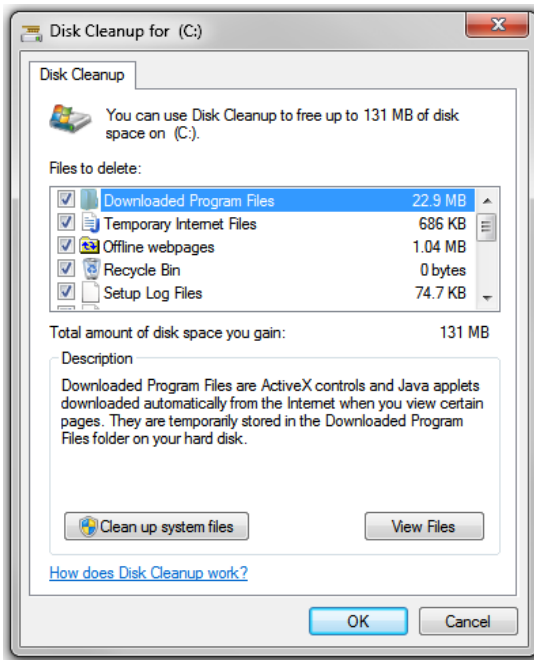 Disk Cleanup for (C:)
Disk Cleanup
You can use Disk Cleanup to free up to 131 MB of disk
space on (C:).
Files to delete:
Downloaded Program Files 22.9 MB
Temporary Internet Files 686 KB
Offline webpages 1.04 MB
Recycle Bin 0 bytes
Setup Log Files 74.7 KB
Total amount of disk space you gain: 131 MB
Description
Downloaded Program Files are ActiveX controls and Java applets
downloaded automatically from the Internet when you view certain
pages. They are temporarily stored in the Downloaded Program
Files folder on your hard disk.
Clean up system files View Files
How does Disk Cleanup work?
OK Cancel